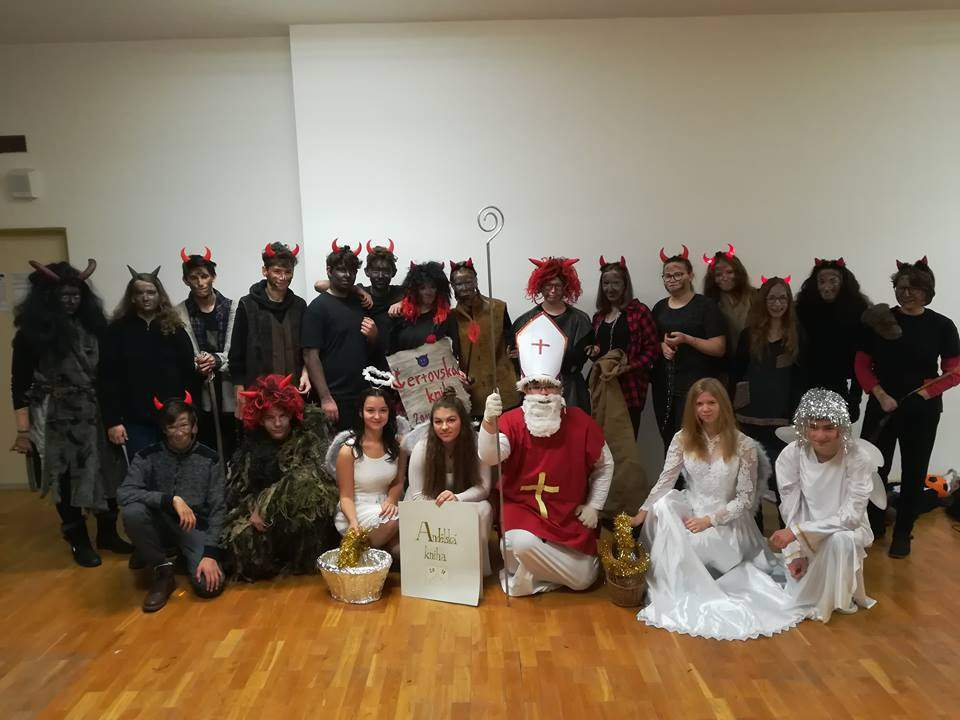 Čertovská
kniha
Andělská
kniha